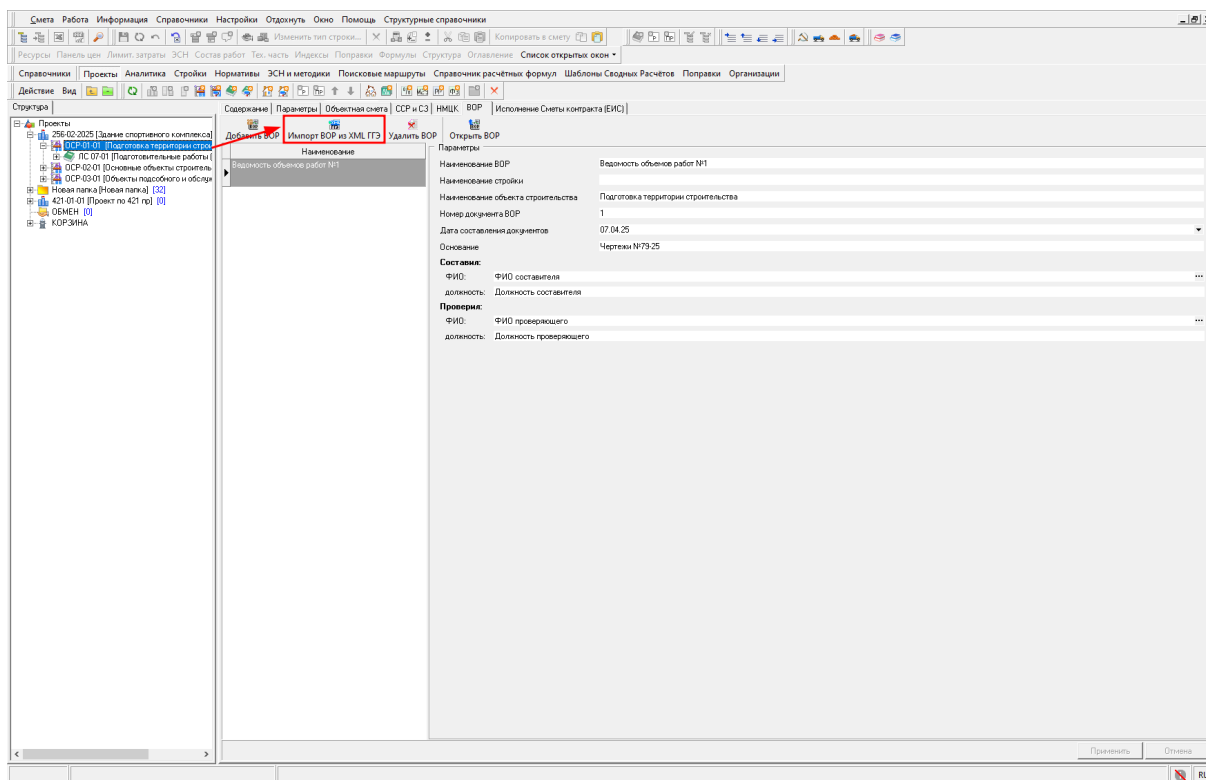 Смета Работа Информация Справочники Настройки Отдохнуть Окно Помощь Структурные справочники
Изменить тип строки... Копировать в смету
Ресурсы Панель цен Лимит. затраты ЭСН Состав работ Тех. часть Индексы Поправки Формулы Структура Оглавление Список открытых окон
Справочники Проекты Аналитика Стройки Нормативы ЭСН и методики Поисковые маршруты Справочник расчётных формул Шаблоны Сводных Расчётов Поправки Организации
Действие Вид
Структура
Проекты
256-02-2025 [Здание спортивного комплекса]
ОСР-01-01 [Подготовка территории строи
ЛС 07-01 [Подготовительные работы (
ОСР-02-01 [Основные объекты строитель
ОСР-03-01 [Объекты подсобного и обслуж
Новая папка [Новая папка] [32]
421-01-01 [Проект по 421 пр] [0]
ОБМЕН [0]
КОРЗИНА
Содержание Параметры Объектная смета ССР и СЗ НМЦК ВОР Исполнение Сметы контракта (ЕИС)
Добавить ВОР Импорт ВОР из XML ГГЭ Удалить ВОР Открыть ВОР
Наименование
Ведомость объемов работ №1
Параметры
Наименование ВОР Ведомость объемов работ №1
Наименование стройки
Наименование объекта строительства Подготовка территории строительства
Номер документа ВОР 1
Дата составления документов 07.04.25
Основание Чертежи №79-25
Составил:
ФИО: ФИО составителя
должность: Должность составителя
Проверил:
ФИО: ФИО проверяющего
должность: Должность проверяющего
Применить Отмена
RU